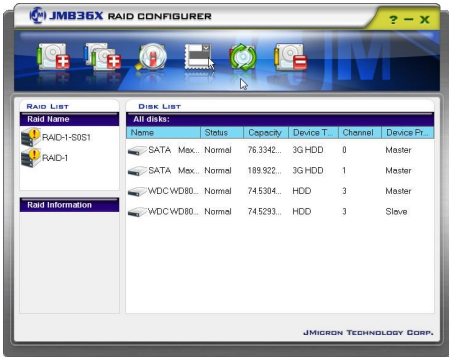 JMB36X RAID CONFIGURER
? – X
RAID LIST
Raid Name
RAID-1-S0S1
RAID-1
Raid Information
DISK LIST
All disks:
Name Status Capacity Device T... Channel Device Pr...
SATA Max... Normal 76.3342... 3G HDD 0 Master
SATA Max... Normal 189.922... 3G HDD 1 Master
WDC WD80... Normal 74.5304... HDD 3 Master
WDC WD80... Normal 74.5293... HDD 3 Slave
JMICRON TECHNOLOGY CORP.